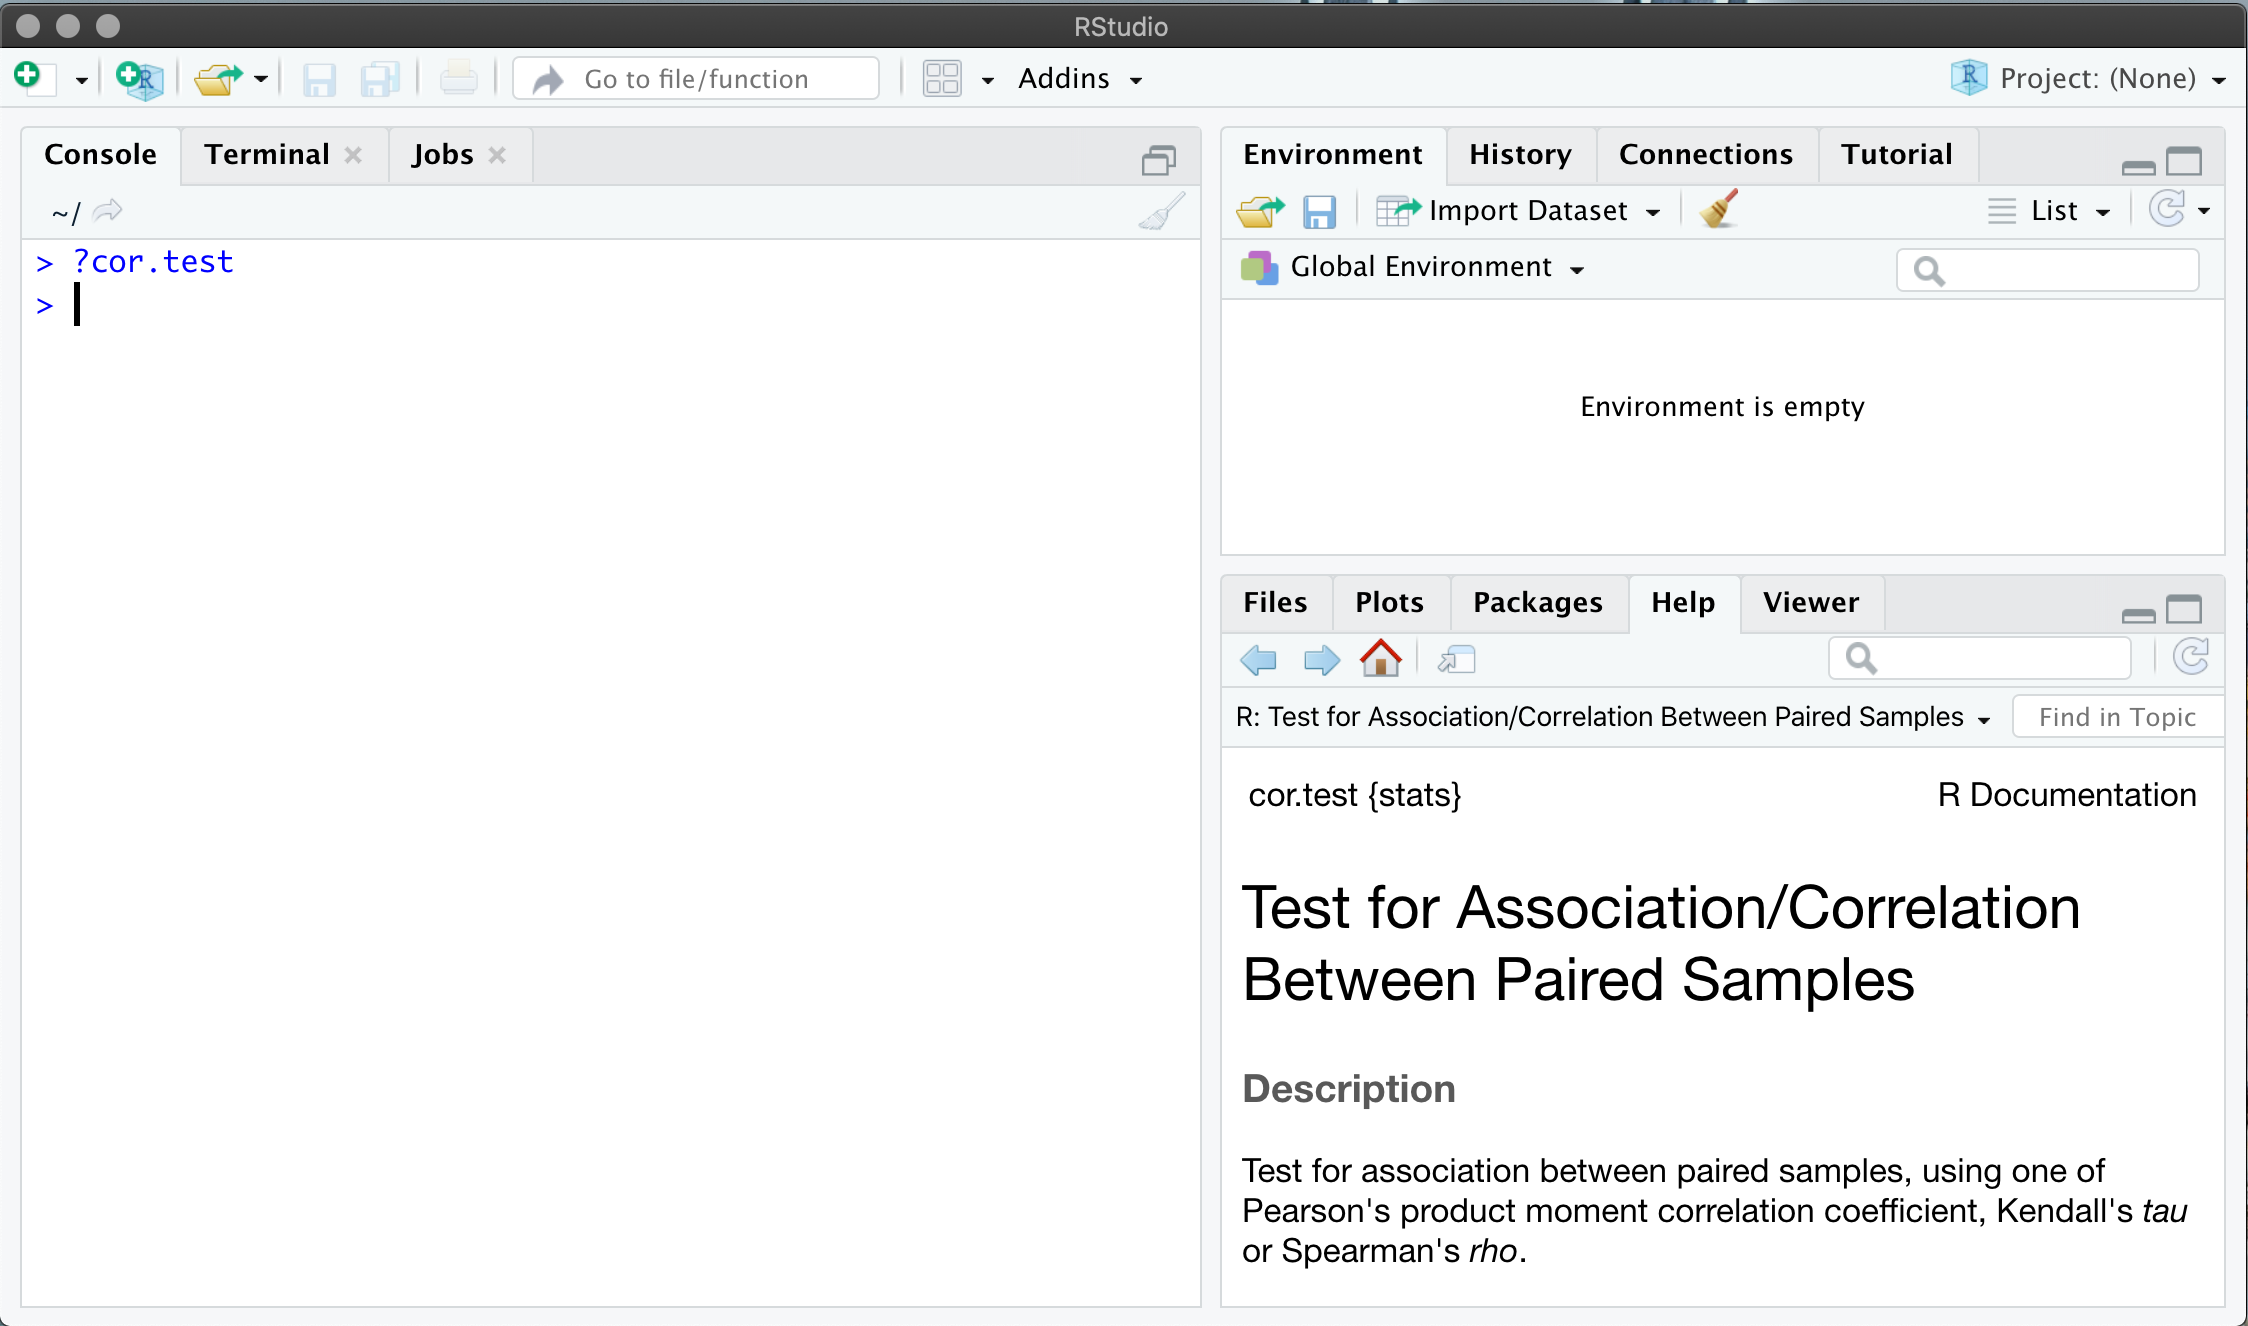 RStudio
Go to file/function
Addins
Project: (None)
Console
Terminal
Jobs
~/
> ?cor.test
>
Environment
History
Connections
Tutorial
Import Dataset
List
Global Environment
Environment is empty
Files
Plots
Packages
Help
Viewer
R: Test for Association/Correlation Between Paired Samples
Find in Topic
cor.test {stats}
R Documentation
Test for Association/Correlation
Between Paired Samples
Description
Test for association between paired samples, using one of
Pearson's product moment correlation coefficient, Kendall's tau
or Spearman's rho.